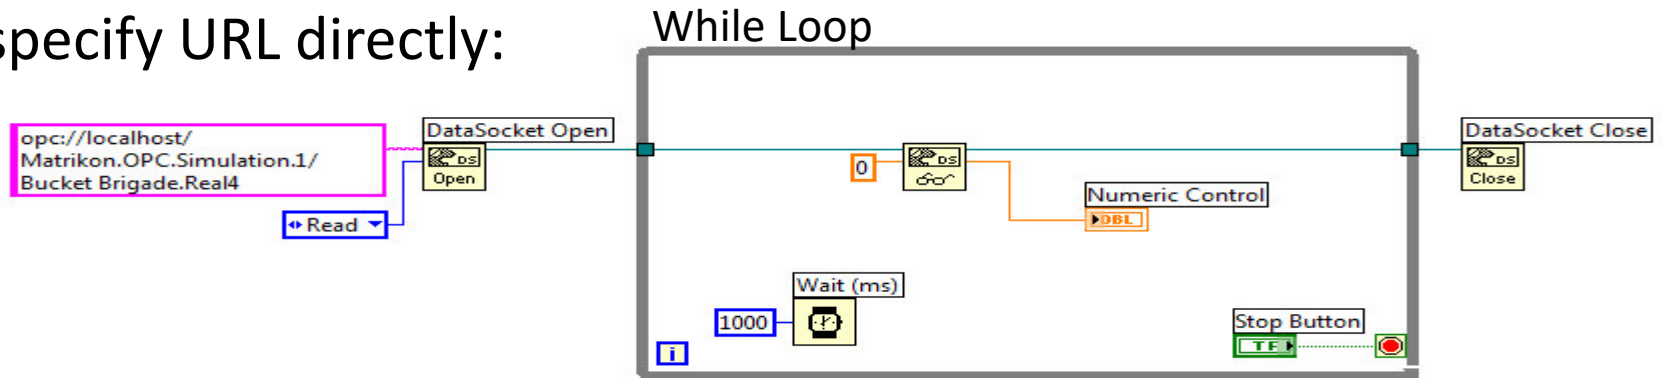 specify URL directly:
While Loop
opc://localhost/
Matrikon.OPC.Simulation.1/
Bucket Brigade.Real4
Read
DataSocket Open
DS
Open
0
DS
Numeric Control
DBL
Wait (ms)
1000
i
Stop Button
TF
DataSocket Close
DS
Close